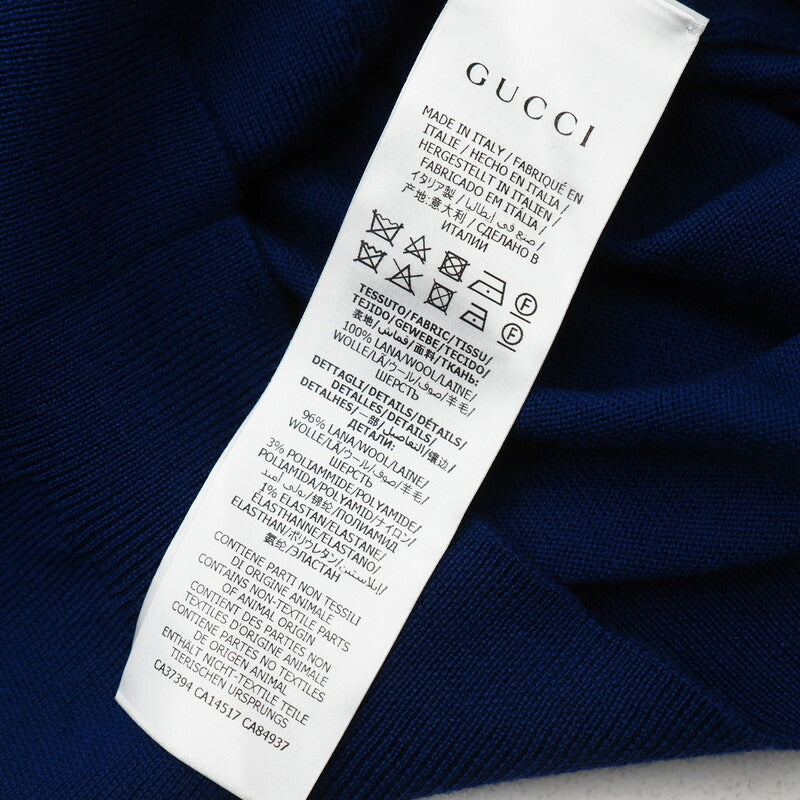 GUCCI
MADE IN ITALY / FABRIQUÉ EN
ITALIE / HECHO EN ITALIA /
HERGESTELLT IN ITALIEN /
FABRICADO EM ITALIA /
イタリア製 / صنع في ايطاليا /
产地:意大利 / СДЕЛАНО В
ИТАЛИИ
F
F
TESSUTO/FABRIC/TISSU/
TEJIDO/GEWEBE/TECIDO/
表地/قماش/面料/ТКАНЬ:
100% LANA/WOOL/LAINE/
WOLLE/LÃ/ウール/صوف/羊毛/
ШЕРСТЬ
DETTAGLI/DETAILS/DÉTAILS/
DETALLES/DETAILS/
DETALHES/一部/التفاصيل/镶边/
ДЕТАЛИ:
96% LANA/WOOL/LAINE/
WOLLE/LÃ/ウール/صوف/羊毛/
ШЕРСТЬ
3% POLIAMMIDE/POLYAMIDE/
POLIAMIDA/POLYAMID/ナイロン/
بولي أميد/锦纶/ПОЛИАМИД
1% ELASTAN/ELASTANE/
ÉLASTHANNE/ELASTANO/
ELASTHAN/ポリウレタン/إيلاستين/
氨纶/ЭЛАСТАН
CONTIENE PARTI NON TESSILI
DI ORIGINE ANIMALE
CONTAINS NON-TEXTILE PARTS
OF ANIMAL ORIGIN
CONTIENT DES PARTIES NON
TEXTILES D'ORIGINE ANIMALE
CONTIENE PARTES NO TEXTILES
DE ORIGEN ANIMAL
ENTHÄLT NICHT-TEXTILE TEILE
TIERISCHEN URSPRUNGS
CA37394 CA14517 CA84937